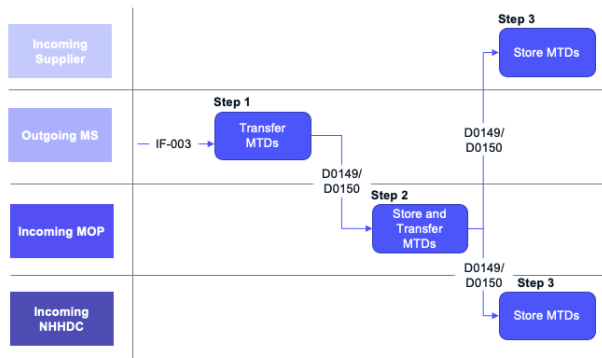 Incoming
Supplier
Step 3
Store MTDs
Outgoing MS
IF-003
Step 1
Transfer
MTDs
D0149/
D0150
D0149/
D0150
Incoming MOP
Step 2
Store and
Transfer
MTDs
D0149/
D0150
Incoming
NHHDC
Step 3
Store MTDs